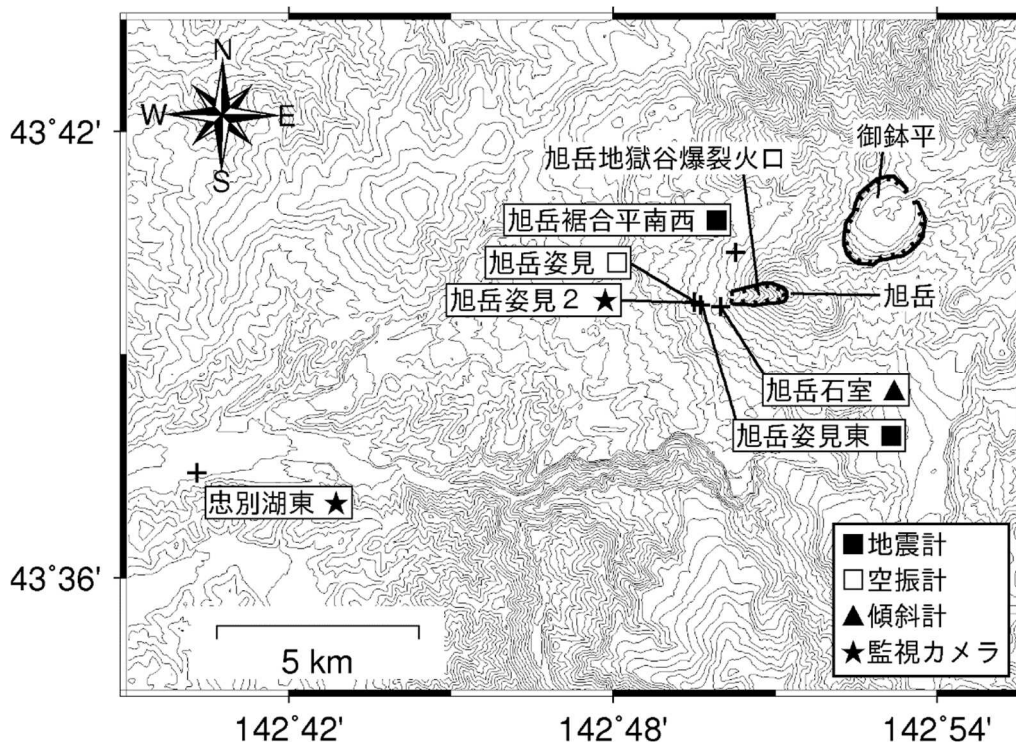 N
W E
S
43°42'
御鉢平
旭岳地獄谷爆裂火口
旭岳裾合平南西 ■
旭岳姿見 □
旭岳姿見2 ★
旭岳
旭岳石室 ▲
旭岳姿見東 ■
忠別湖東 ★
43°36'
■地震計
□空振計
▲傾斜計
★監視カメラ
5 km
142°42' 142°48' 142°54'